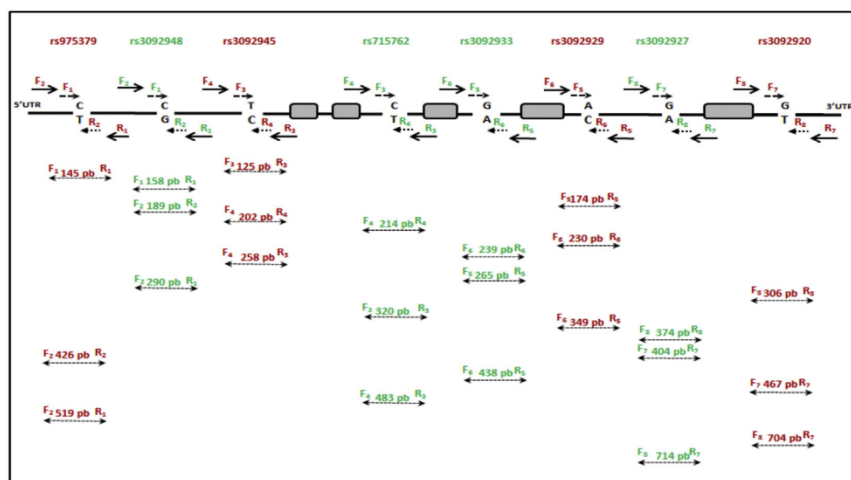 rs975379 rs3092948 rs3092945 rs715762 rs3092933 rs3092929 rs3092927 rs3092920
F2 F1 F2 F1 F4 F3 F4 F3 F6 F5 F6 F5 F8 F7 F8 F7
5'UTR C C T C G A G G 3'UTR
T G C T A C A T
R2 R1 R2 R1 R4 R3 R4 R3 R6 R5 R6 R5 R8 R7 R8 R7
F3 125 pb R3
F1 145 pb R1
F1 158 pb R1
F2 189 pb R2
F5 174 pb R5
F4 202 pb R4
F4 214 pb R4
F6 230 pb R6
F6 239 pb R6
F4 258 pb R3
F5 265 pb R5
F2 290 pb R1
F8 306 pb R8
F3 320 pb R3
F6 349 pb R5
F8 374 pb R8
F7 404 pb R7
F2 426 pb R2
F6 438 pb R5
F7 467 pb R7
F4 483 pb R3
F2 519 pb R1
F8 704 pb R7
F8 714 pb R7